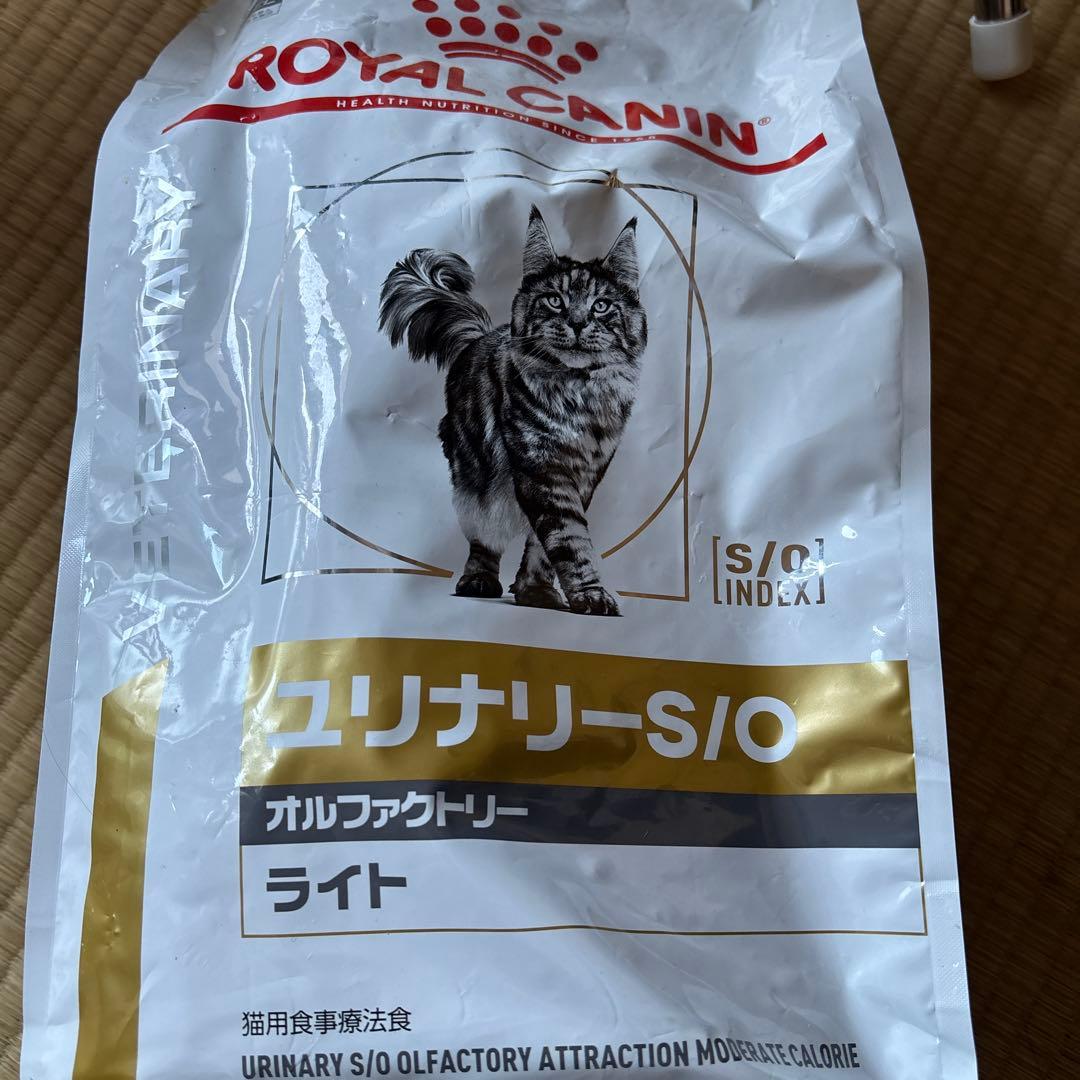 ROYAL CANIN®
HEALTH NUTRITION SINCE 1968
VETERINARY
[S/O
INDEX]
ユリナリーS/O
オルファクトリー
ライト
猫用食事療法食
URINARY S/O OLFACTORY ATTRACTION MODERATE CALORIE